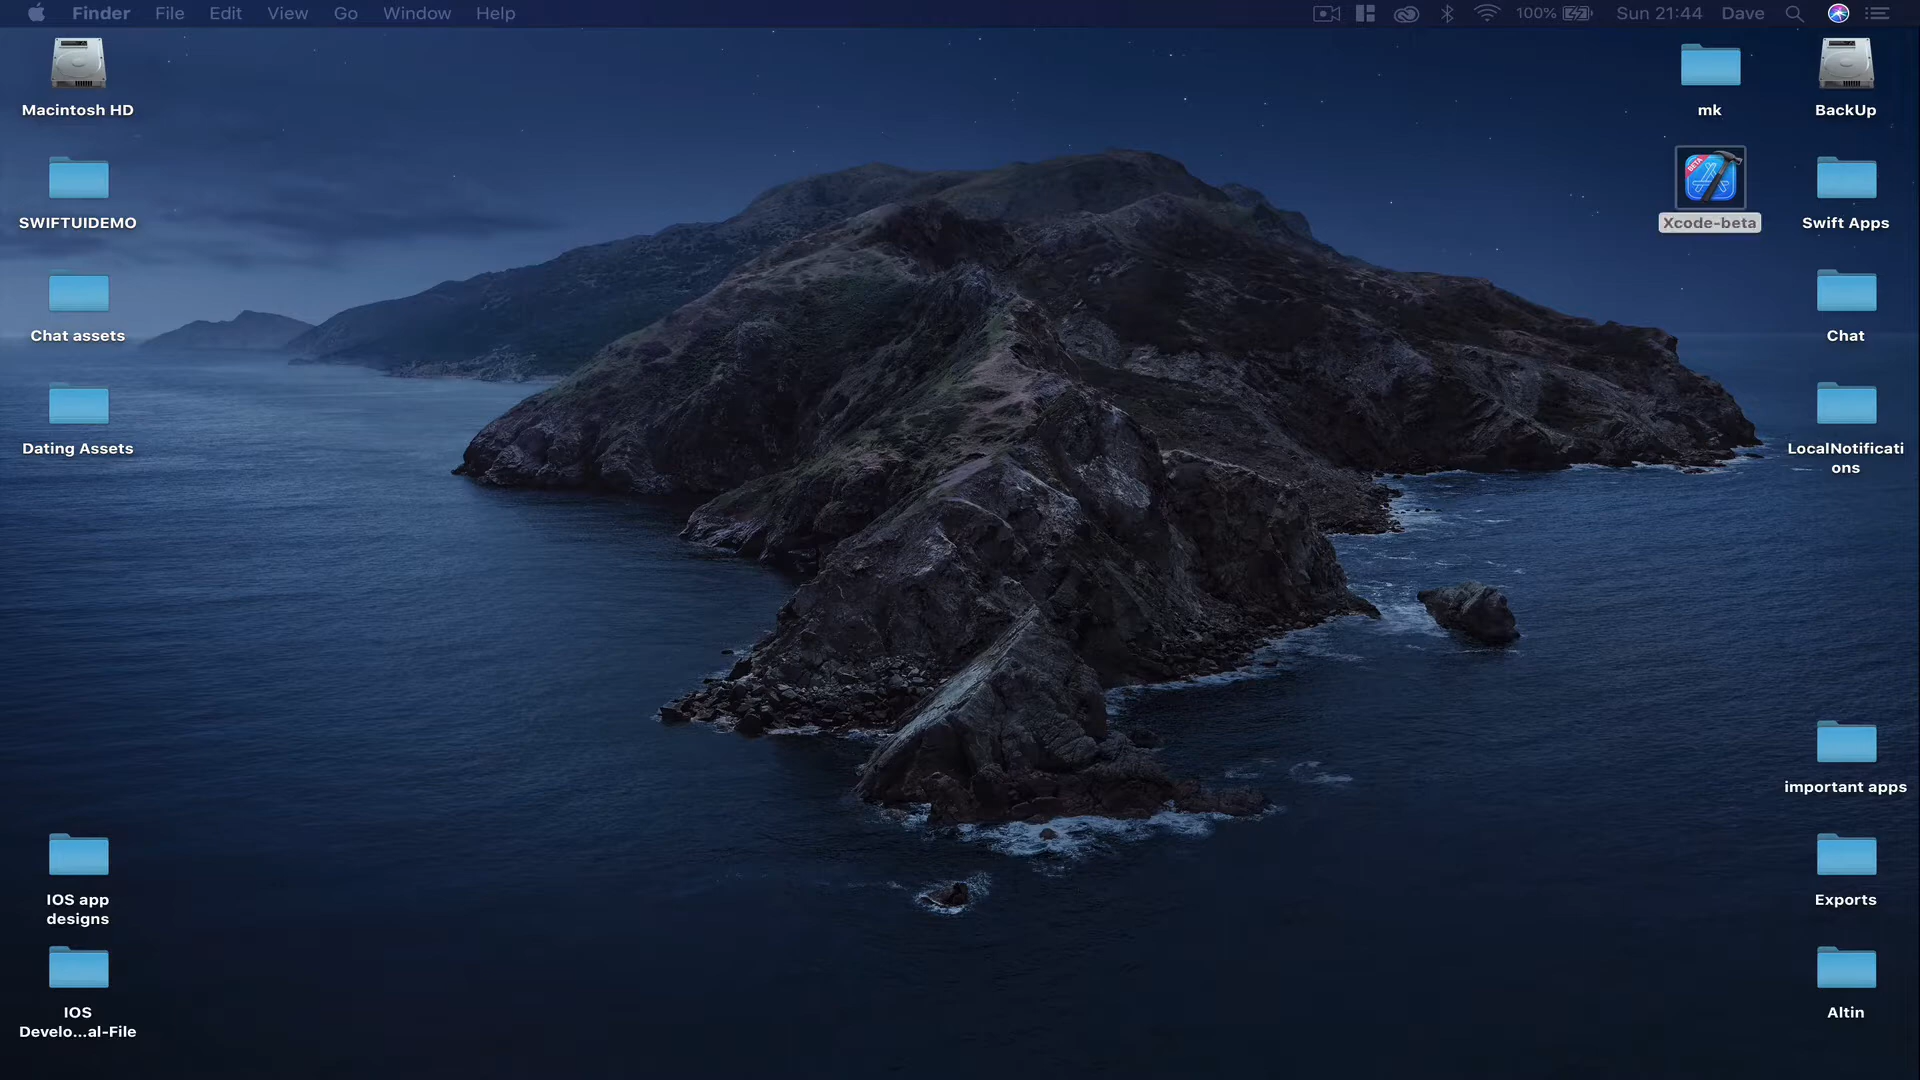 Finder File Edit View Go Window Help 100% Sun 21:44 Dave
Macintosh HD
SWIFTUIDEMO
Chat assets
Dating Assets
IOS app
designs
IOS
Develo...al-File
mk
BETA
Xcode-beta
BackUp
Swift Apps
Chat
LocalNotificati
ons
important apps
Exports
Altin